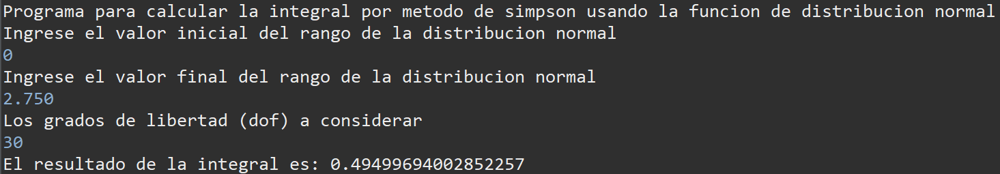 Programa para calcular la integral por metodo de simpson usando la funcion de distribucion normal
Ingrese el valor inicial del rango de la distribucion normal
0
Ingrese el valor final del rango de la distribucion normal
2.750
Los grados de libertad (dof) a considerar
30
El resultado de la integral es: 0.49499694002852257